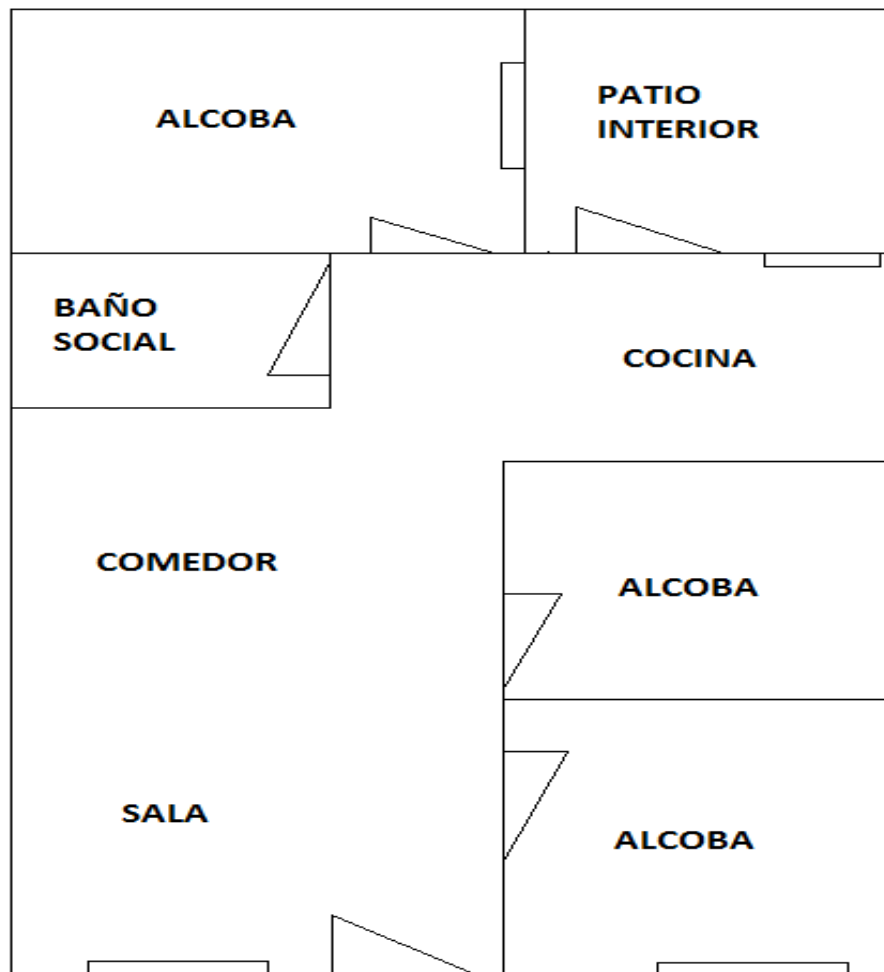 ALCOBA
PATIO
INTERIOR
BAÑO
SOCIAL
COCINA
COMEDOR
ALCOBA
SALA
ALCOBA